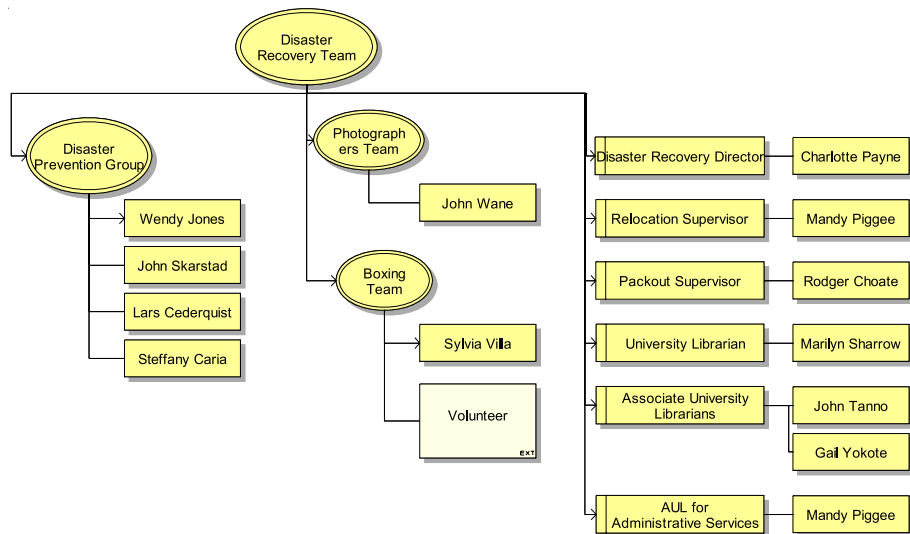 Disaster
Recovery Team
Disaster
Prevention Group
Wendy Jones
John Skarstad
Lars Cederquist
Steffany Caria
Photograph
ers Team
John Wane
Boxing
Team
Sylvia Villa
Volunteer
EXT
Disaster Recovery Director
Charlotte Payne
Relocation Supervisor
Mandy Piggee
Packout Supervisor
Rodger Choate
University Librarian
Marilyn Sharrow
Associate University
Librarians
John Tanno
Gail Yokote
AUL for
Administrative Services
Mandy Piggee